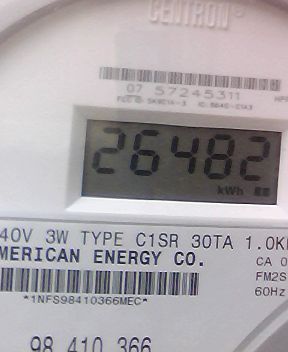 CENTRON®
07 57245311
26482
kWh
40V 3W TYPE C1SR 30TA 1.0K
MERICAN ENERGY CO.
CA 0
FM2S
60Hz
*1NFS98410366MEC*
98 410 366